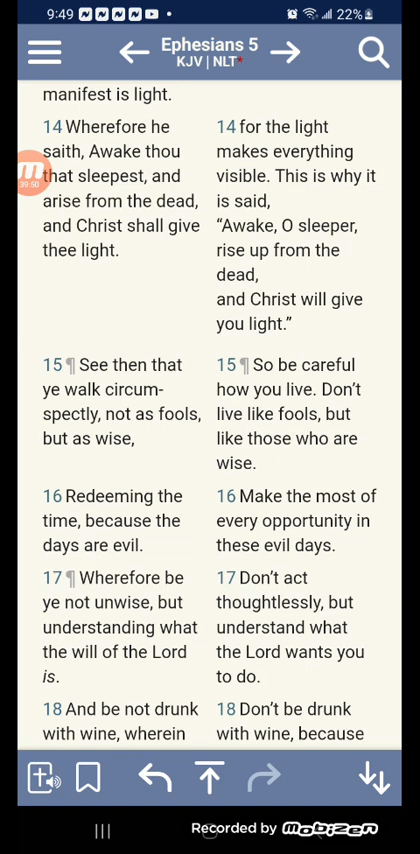 9:49
22%
Ephesians 5
KJV | NLT*
manifest is light.
14 Wherefore he
saith, Awake thou
that sleepest, and
arise from the dead,
and Christ shall give
thee light.
14 for the light
makes everything
visible. This is why it
is said,
“Awake, O sleeper,
rise up from the
dead,
and Christ will give
you light.”
15 ¶ See then that
ye walk circum-
spectly, not as fools,
but as wise,
15 ¶ So be careful
how you live. Don’t
live like fools, but
like those who are
wise.
16 Redeeming the
time, because the
days are evil.
16 Make the most of
every opportunity in
these evil days.
17 ¶ Wherefore be
ye not unwise, but
understanding what
the will of the Lord
is.
17 Don’t act
thoughtlessly, but
understand what
the Lord wants you
to do.
18 And be not drunk
with wine, wherein
18 Don’t be drunk
with wine, because
39:50
Recorded by Mobizen